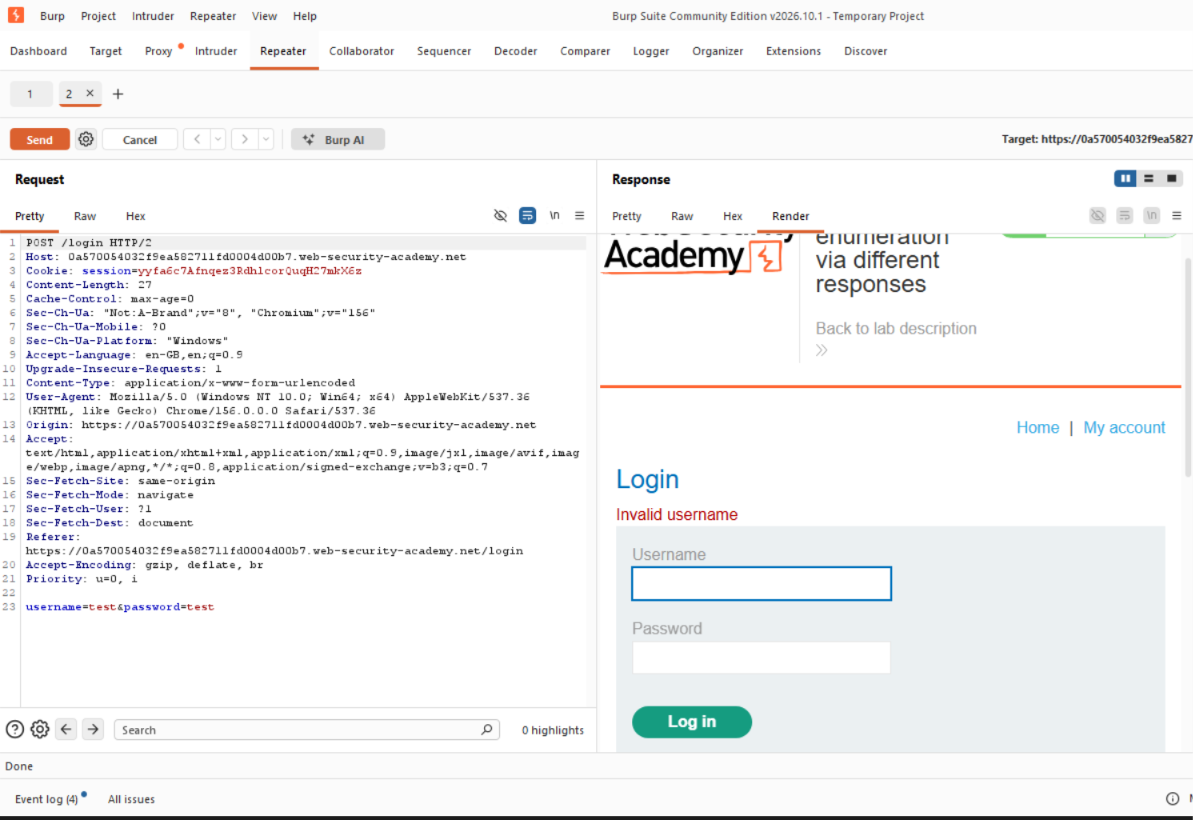 Burp Project Intruder Repeater View Help Burp Suite Community Edition v2026.10.1 - Temporary Project
Dashboard Target Proxy Intruder Repeater Collaborator Sequencer Decoder Comparer Logger Organizer Extensions Discover
1 2 × +
Send Cancel < > Burp AI Target: https://0a570054032f9ea5827
Request
Pretty Raw Hex \n
1 POST /login HTTP/2
2 Host: 0a570054032f9ea582711fd0004d00b7.web-security-academy.net
3 Cookie: session=yyfa6c7Afnqez3RdhlcorQuqH27mkX6z
4 Content-Length: 27
5 Cache-Control: max-age=0
6 Sec-Ch-Ua: "Not:A-Brand";v="8", "Chromium";v="156"
7 Sec-Ch-Ua-Mobile: ?0
8 Sec-Ch-Ua-Platform: "Windows"
9 Accept-Language: en-GB,en;q=0.9
10 Upgrade-Insecure-Requests: 1
11 Content-Type: application/x-www-form-urlencoded
12 User-Agent: Mozilla/5.0 (Windows NT 10.0; Win64; x64) AppleWebKit/537.36
(KHTML, like Gecko) Chrome/156.0.0.0 Safari/537.36
13 Origin: https://0a570054032f9ea582711fd0004d00b7.web-security-academy.net
14 Accept:
text/html,application/xhtml+xml,application/xml;q=0.9,image/jxl,image/avif,imag
e/webp,image/apng,*/*;q=0.8,application/signed-exchange;v=b3;q=0.7
15 Sec-Fetch-Site: same-origin
16 Sec-Fetch-Mode: navigate
17 Sec-Fetch-User: ?1
18 Sec-Fetch-Dest: document
19 Referer:
https://0a570054032f9ea582711fd0004d00b7.web-security-academy.net/login
20 Accept-Encoding: gzip, deflate, br
21 Priority: u=0, i
22
23 username=test&password=test
Search 0 highlights
Response
Pretty Raw Hex Render \n
Academy
enumeration
via different
responses
Back to lab description
Home | My account
Login
Invalid username
Username
Password
Log in
Done
Event log (4) All issues